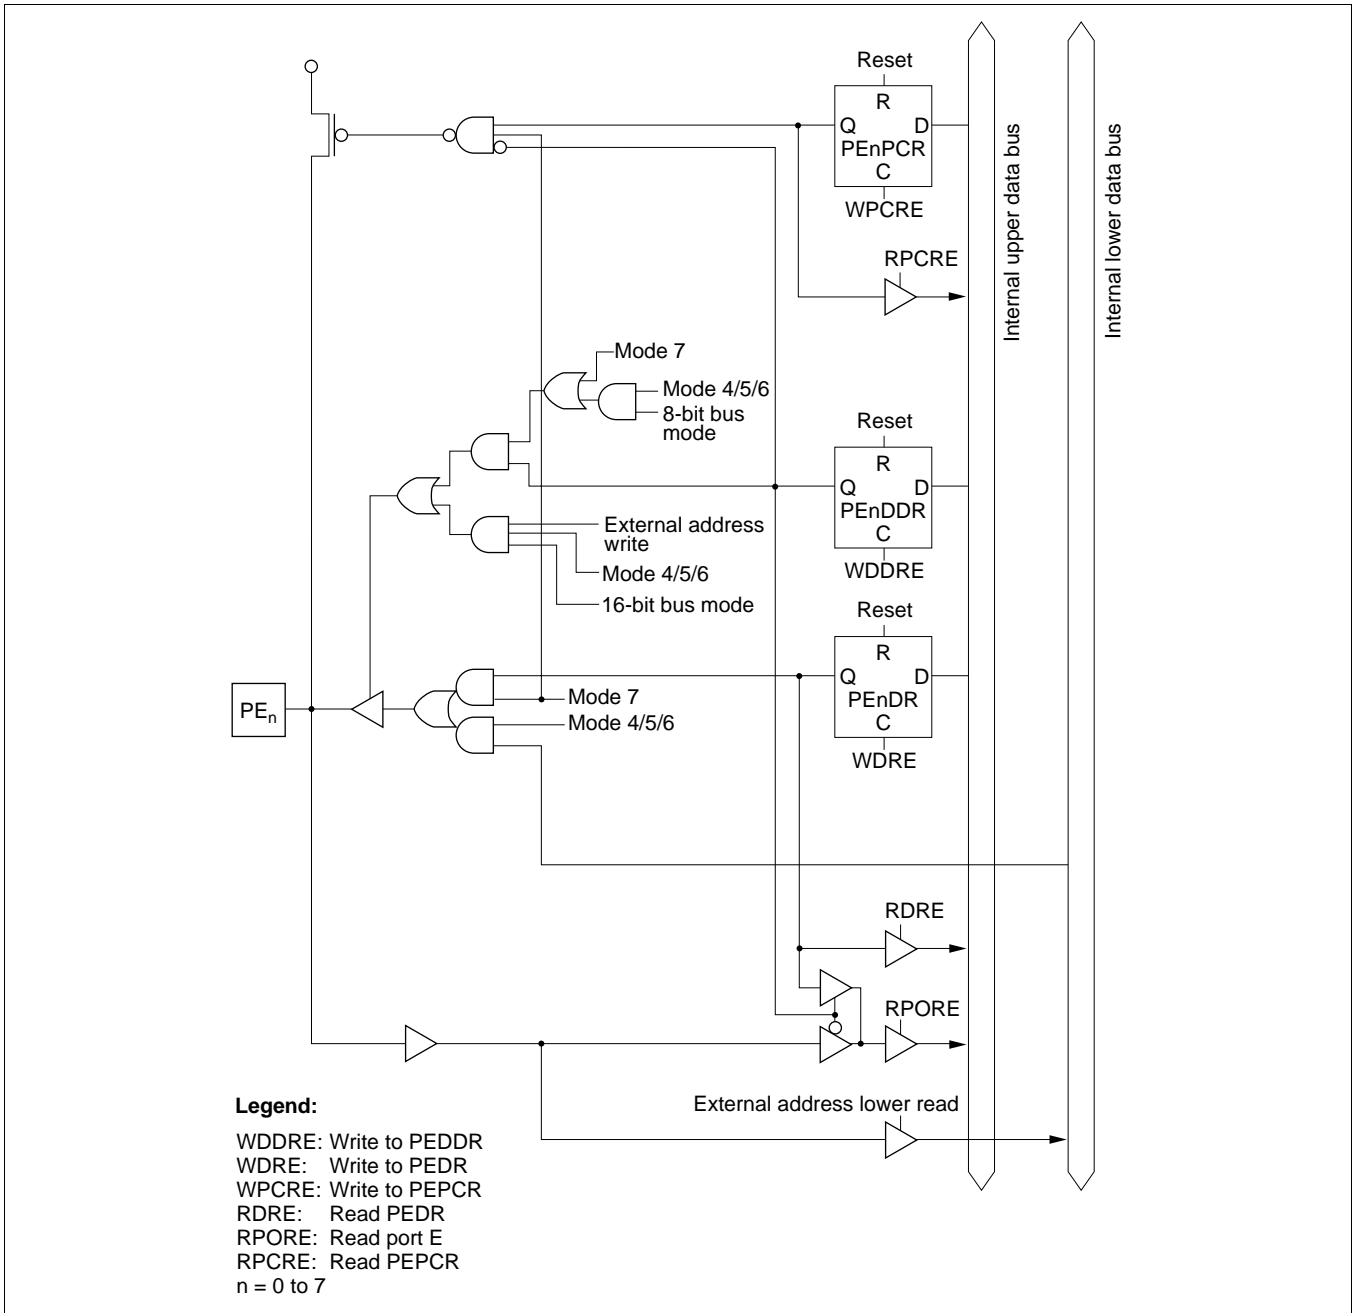 Reset
R
Q D
PEnPCR
C
WPCRE
RPCRE
Internal upper data bus
Internal lower data bus
Mode 7
Mode 4/5/6
8-bit bus
mode
Reset
R
Q D
PEnDDR
C
WDDRE
External address
write
Mode 4/5/6
16-bit bus mode
Reset
R
Q D
PEnDR
C
WDRE
PEn
Mode 7
Mode 4/5/6
RDRE
RPORE
External address lower read
Legend:
WDDRE: Write to PEDDR
WDRE: Write to PEDR
WPCRE: Write to PEPCR
RDRE: Read PEDR
RPORE: Read port E
RPCRE: Read PEPCR
n = 0 to 7